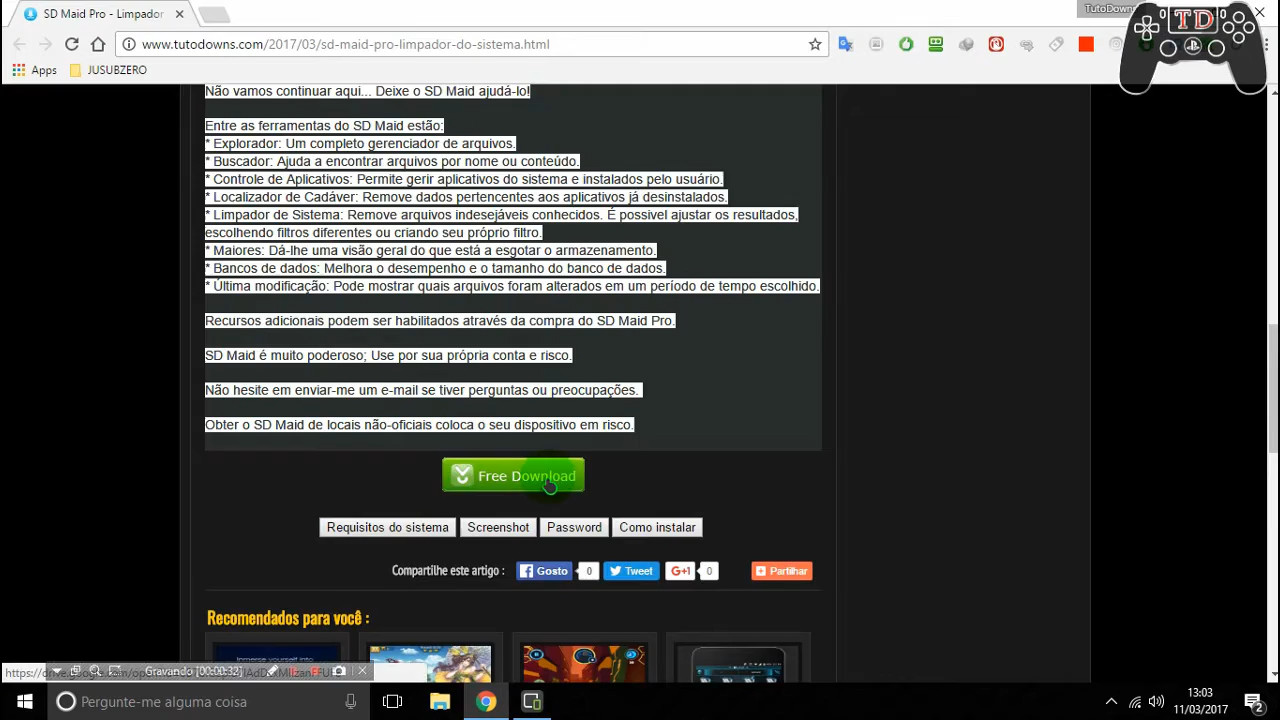 SD Maid Pro - Limpador
TutoDowns
TD
www.tutodowns.com/2017/03/sd-maid-pro-limpador-do-sistema.html
Apps
JUSUBZERO
Não vamos continuar aqui... Deixe o SD Maid ajudá-lo!
Entre as ferramentas do SD Maid estão:
* Explorador: Um completo gerenciador de arquivos.
* Buscador: Ajuda a encontrar arquivos por nome ou conteúdo.
* Controle de Aplicativos: Permite gerir aplicativos do sistema e instalados pelo usuário.
* Localizador de Cadáver: Remove dados pertencentes aos aplicativos já desinstalados.
* Limpador de Sistema: Remove arquivos indesejáveis conhecidos. É possivel ajustar os resultados,
escolhendo filtros diferentes ou criando seu próprio filtro.
* Maiores: Dá-lhe uma visão geral do que está a esgotar o armazenamento.
* Bancos de dados: Melhora o desempenho e o tamanho do banco de dados.
* Última modificação: Pode mostrar quais arquivos foram alterados em um período de tempo escolhido.
Recursos adicionais podem ser habilitados através da compra do SD Maid Pro.
SD Maid é muito poderoso; Use por sua própria conta e risco.
Não hesite em enviar-me um e-mail se tiver perguntas ou preocupações.
Obter o SD Maid de locais não-oficiais coloca o seu dispositivo em risco.
Free Download
Requisitos do sistema
Screenshot
Password
Como instalar
Compartilhe este artigo :
Gosto
0
Tweet
G+1
0
Partilhar
Recomendados para você :
Gravando [00:00:32]
Pergunte-me alguma coisa
13:03
11/03/2017
2